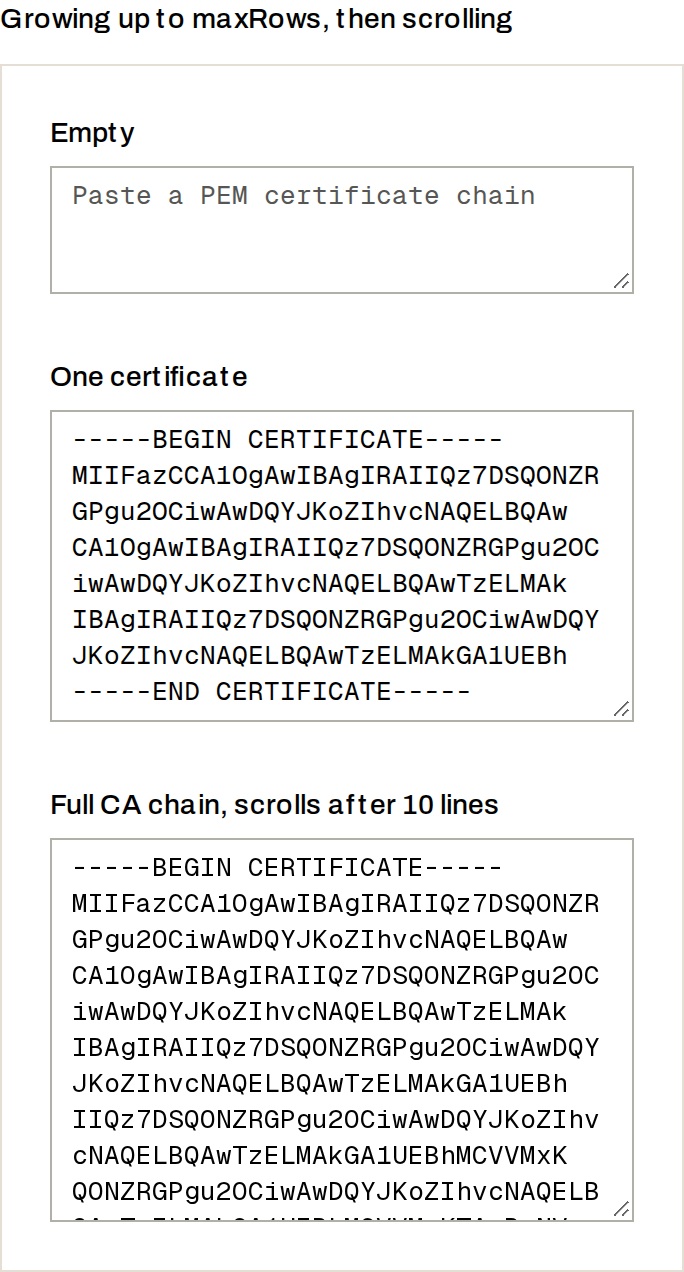 Growing up to maxRows, then scrolling
Empty
Paste a PEM certificate chain
One certificate
-----BEGIN CERTIFICATE-----
MIIFazCCA1OgAwIBAgIRAIIQz7DSQONZR
GPgu2OCiwAwDQYJKoZIhvcNAQELBQAw
CA1OgAwIBAgIRAIIQz7DSQONZRGPgu2OC
iwAwDQYJKoZIhvcNAQELBQAwTzELMAk
IBAgIRAIIQz7DSQONZRGPgu2OCiwAwDQY
JKoZIhvcNAQELBQAwTzELMAkGA1UEBh
-----END CERTIFICATE-----
Full CA chain, scrolls after 10 lines
-----BEGIN CERTIFICATE-----
MIIFazCCA1OgAwIBAgIRAIIQz7DSQONZR
GPgu2OCiwAwDQYJKoZIhvcNAQELBQAw
CA1OgAwIBAgIRAIIQz7DSQONZRGPgu2OC
iwAwDQYJKoZIhvcNAQELBQAwTzELMAk
IBAgIRAIIQz7DSQONZRGPgu2OCiwAwDQY
JKoZIhvcNAQELBQAwTzELMAkGA1UEBh
IIQz7DSQONZRGPgu2OCiwAwDQYJKoZIhv
cNAQELBQAwTzELMAkGA1UEBhMCVVMxK
QONZRGPgu2OCiwAwDQYJKoZIhvcNAQELB